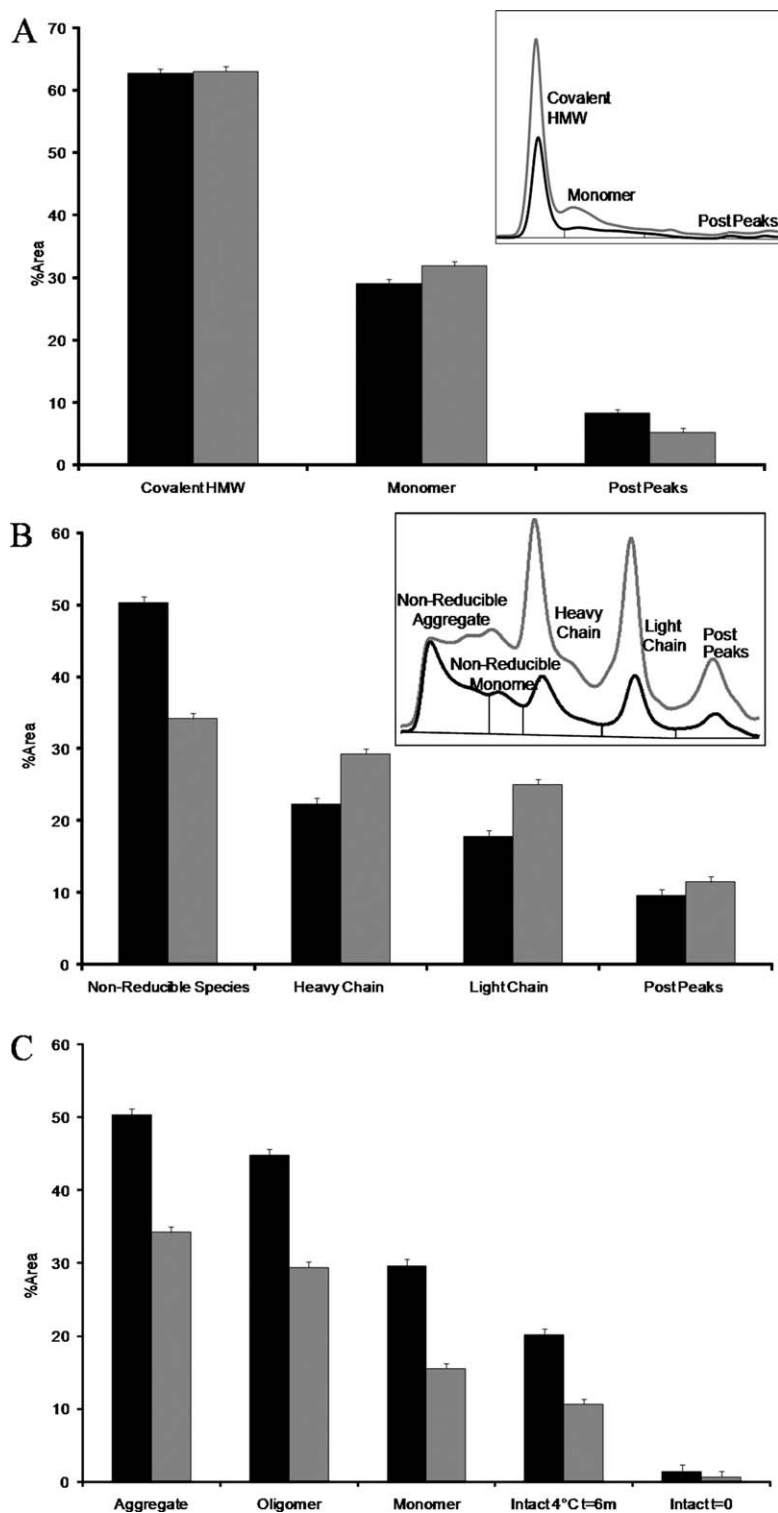 A
70
60
50
40
30
20
10
0
%Area
Covalent HMW
Monomer
Post Peaks
Covalent
HMW
Monomer
Post Peaks
B
60
50
40
30
20
10
0
%Area
Non-Reducible Species
Heavy Chain
Light Chain
Post Peaks
Non-Reducible
Aggregate
Non-Reducible
Monomer
Heavy
Chain
Light
Chain
Post
Peaks
C
60
50
40
30
20
10
0
%Area
Aggregate
Oligomer
Monomer
Intact 4°C t=6m
Intact t=0